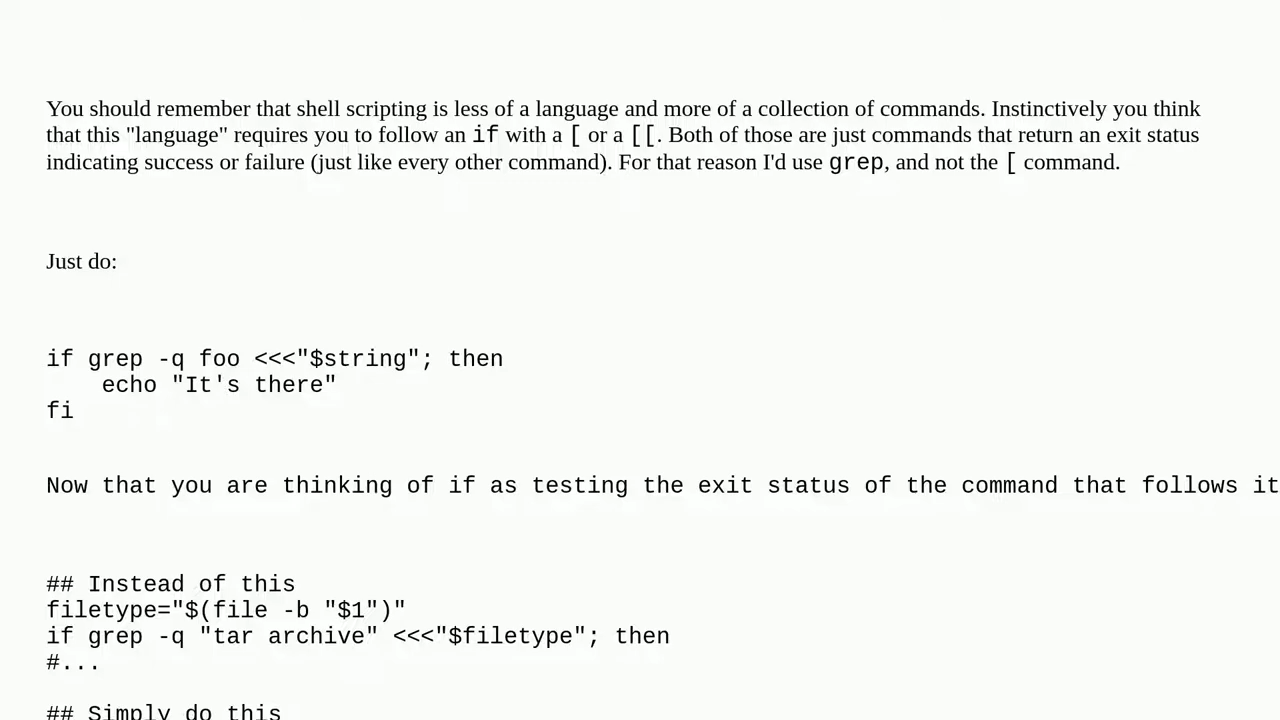 You should remember that shell scripting is less of a language and more of a collection of commands. Instinctively you think
that this "language" requires you to follow an if with a [ or a [[. Both of those are just commands that return an exit status
indicating success or failure (just like every other command). For that reason I'd use grep, and not the [ command.
Just do:
if grep -q foo <<<"$string"; then
    echo "It's there"
fi
Now that you are thinking of if as testing the exit status of the command that follows it
## Instead of this
filetype="$(file -b "$1")"
if grep -q "tar archive" <<<"$filetype"; then
#...
## Simply do this